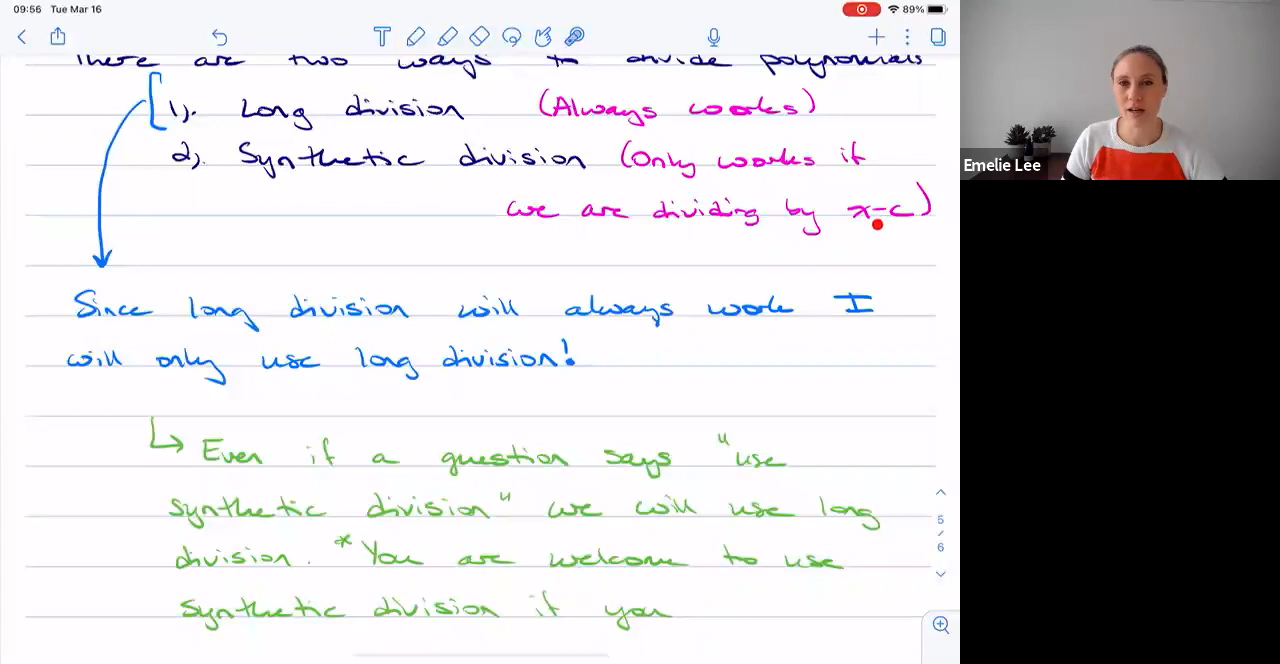 09:56 Tue Mar 16
89%
There are two ways to divide polynomials
1). Long division (Always works)
2). Synthetic division (Only works if
we are dividing by x-c)
Emelie Lee
Since long division will always work I
will only use long division!
↳ Even if a question says "use
synthetic division" we will use long
division. * You are welcome to use
synthetic division if you
5
/
6